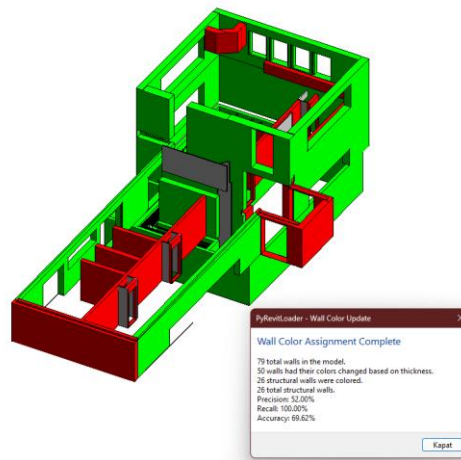 PyRevitLoader - Wall Color Update
Wall Color Assignment Complete
79 total walls in the model.
50 walls had their colors changed based on thickness.
26 structural walls were colored.
26 total structural walls.
Precision: 52.00%
Recall: 100.00%
Accuracy: 69.62%
Kapat